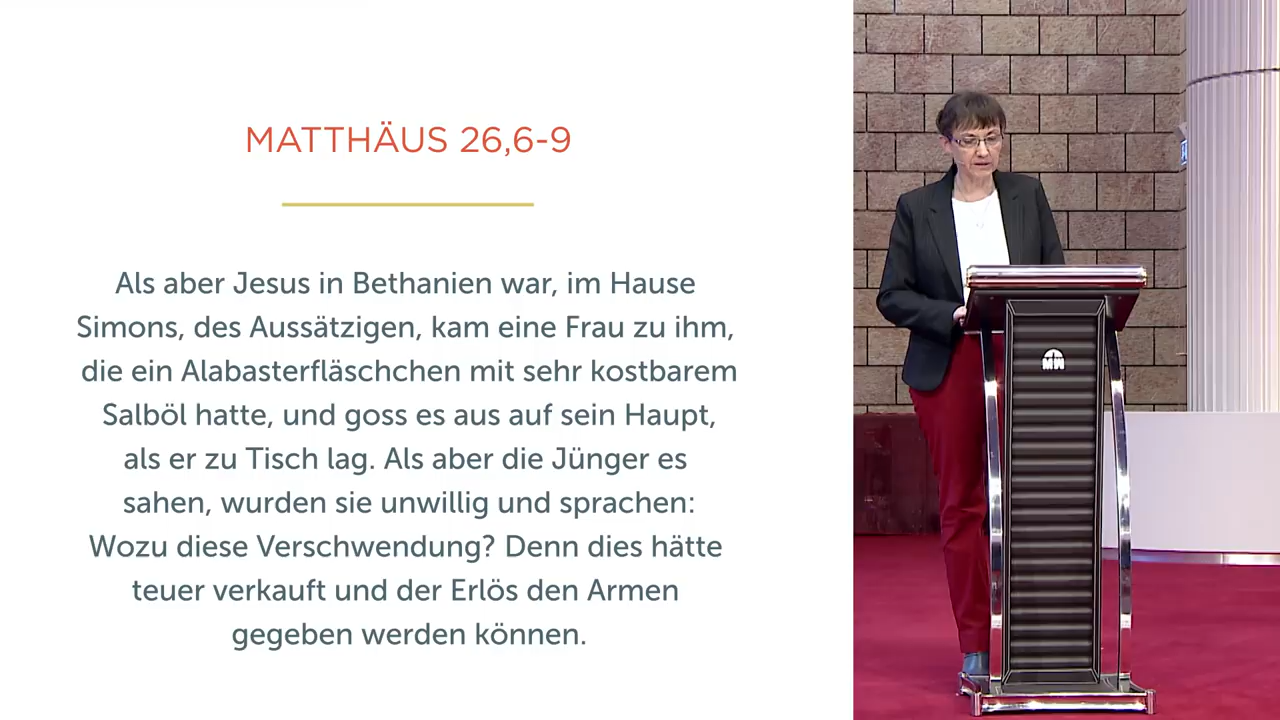 MATTHÄUS 26,6-9
Als aber Jesus in Bethanien war, im Hause
Simons, des Aussätzigen, kam eine Frau zu ihm,
die ein Alabasterfläschchen mit sehr kostbarem
Salböl hatte, und goss es aus auf sein Haupt,
als er zu Tisch lag. Als aber die Jünger es
sahen, wurden sie unwillig und sprachen:
Wozu diese Verschwendung? Denn dies hätte
teuer verkauft und der Erlös den Armen
gegeben werden können.
MW